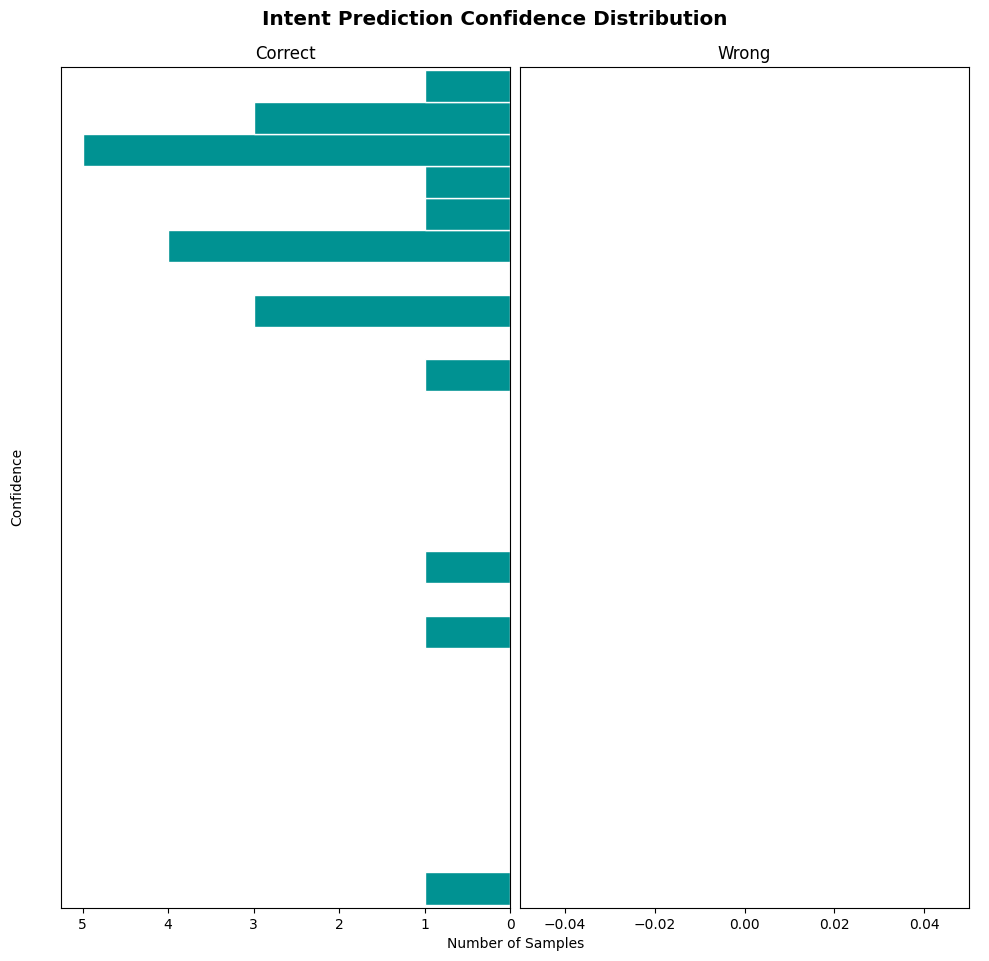 Intent Prediction Confidence Distribution
Correct
Wrong
Confidence
5 4 3 2 1 0
−0.04 −0.02 0.00 0.02 0.04
Number of Samples